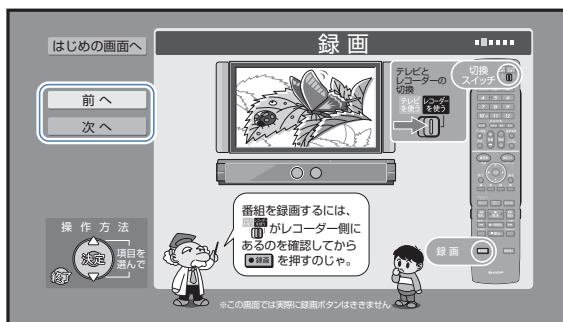 はじめの画面へ
録画
前へ
次へ
テレビと
レコーダーの
切換
テレビ
を使う
レコーダー
を使う
切換
スイッチ
番組を録画するには、
がレコーダー側に
あるのを確認してから
●録画 を押すのじゃ。
録画
操作方法
決定
項目を
選んで
終了
SHARP
※この画面では実際に録画ボタンはききません